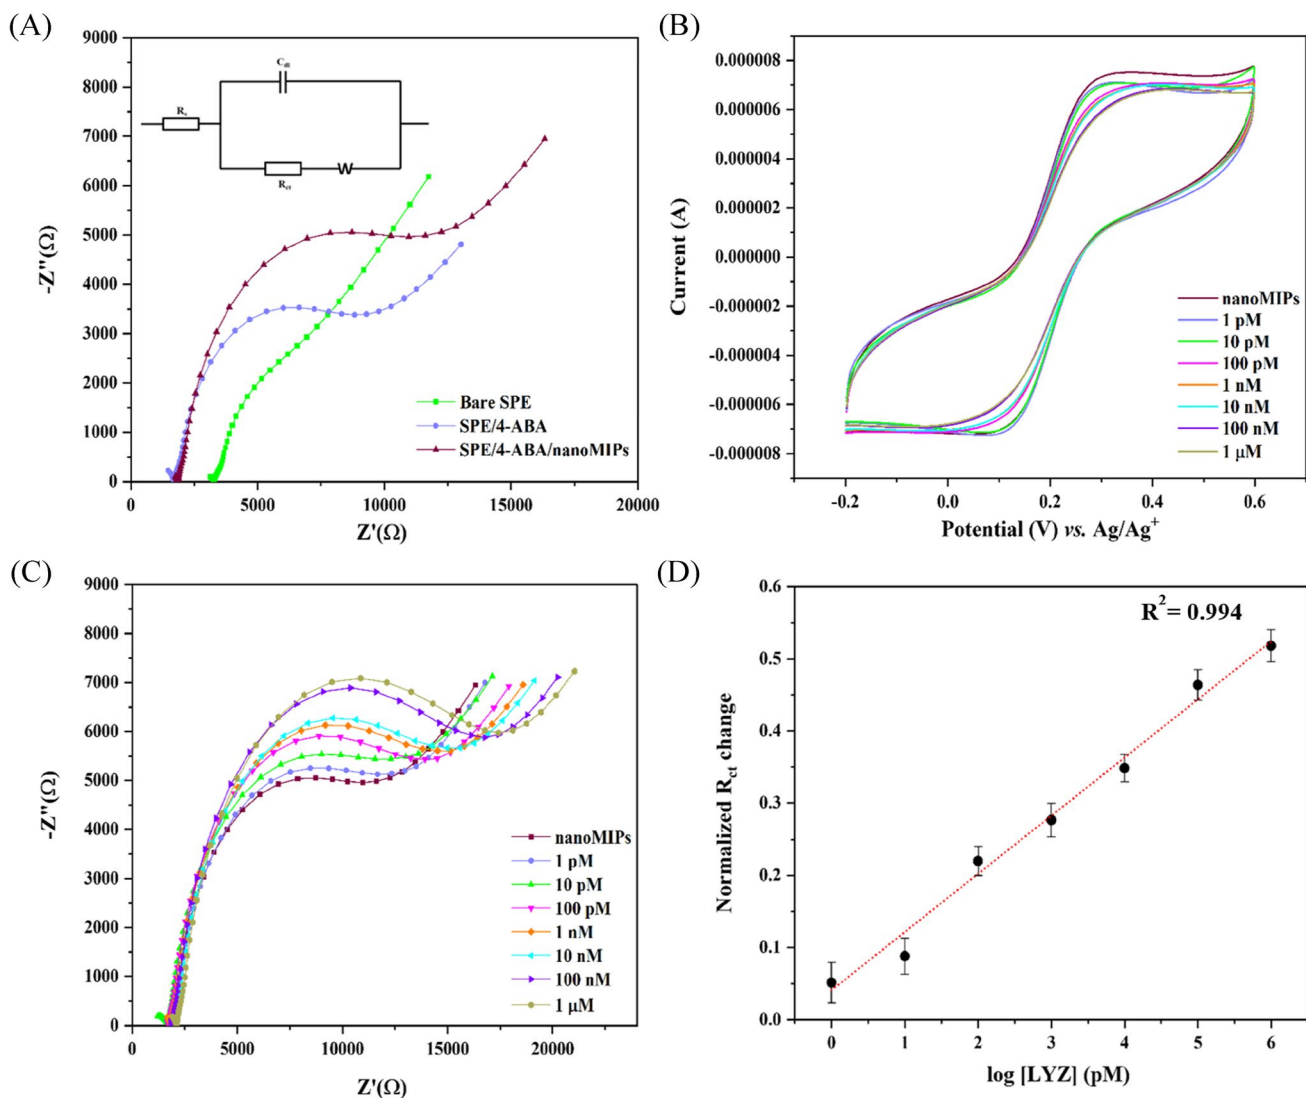 (A)
9000
8000
7000
6000
5000
4000
3000
2000
1000
0
-Z"(Ω)
C_dl
R_s
R_ct
W
Bare SPE
SPE/4-ABA
SPE/4-ABA/nanoMIPs
0 5000 10000 15000 20000
Z'(Ω)
(B)
0.000008
0.000006
0.000004
0.000002
0.000000
-0.000002
-0.000004
-0.000006
-0.000008
Current (A)
nanoMIPs
1 pM
10 pM
100 pM
1 nM
10 nM
100 nM
1 μM
-0.2 0.0 0.2 0.4 0.6
Potential (V) vs. Ag/Ag⁺
(C)
9000
8000
7000
6000
5000
4000
3000
2000
1000
0
-Z"(Ω)
nanoMIPs
1 pM
10 pM
100 pM
1 nM
10 nM
100 nM
1 μM
0 5000 10000 15000 20000
Z'(Ω)
(D)
0.6
0.5
0.4
0.3
0.2
0.1
0.0
Normalized R_ct change
R²= 0.994
0 1 2 3 4 5 6
log [LYZ] (pM)